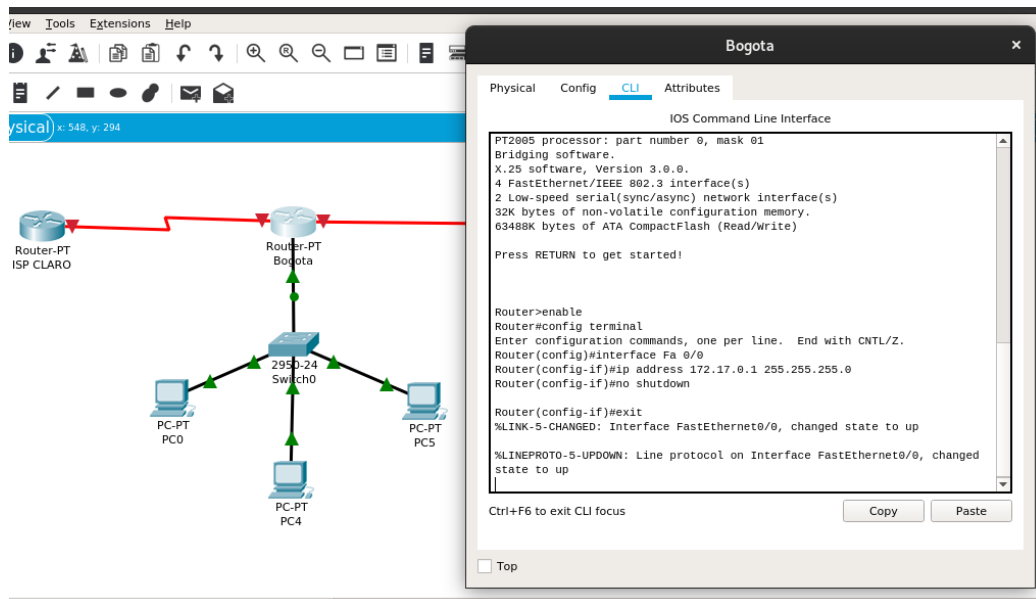 View Tools Extensions Help
ysical x: 548, y: 294
Router-PT
ISP CLARO
Router-PT
Bogota
2950-24
Switch0
PC-PT
PC0
PC-PT
PC5
PC-PT
PC4
Bogota
Physical Config CLI Attributes
IOS Command Line Interface
PT2005 processor: part number 0, mask 01
Bridging software.
X.25 software, Version 3.0.0.
4 FastEthernet/IEEE 802.3 interface(s)
2 Low-speed serial(sync/async) network interface(s)
32K bytes of non-volatile configuration memory.
63488K bytes of ATA CompactFlash (Read/Write)
Press RETURN to get started!
Router>enable
Router#config terminal
Enter configuration commands, one per line.  End with CNTL/Z.
Router(config)#interface Fa 0/0
Router(config-if)#ip address 172.17.0.1 255.255.255.0
Router(config-if)#no shutdown
Router(config-if)#exit
%LINK-5-CHANGED: Interface FastEthernet0/0, changed state to up
%LINEPROTO-5-UPDOWN: Line protocol on Interface FastEthernet0/0, changed
state to up
Ctrl+F6 to exit CLI focus
Copy Paste
Top